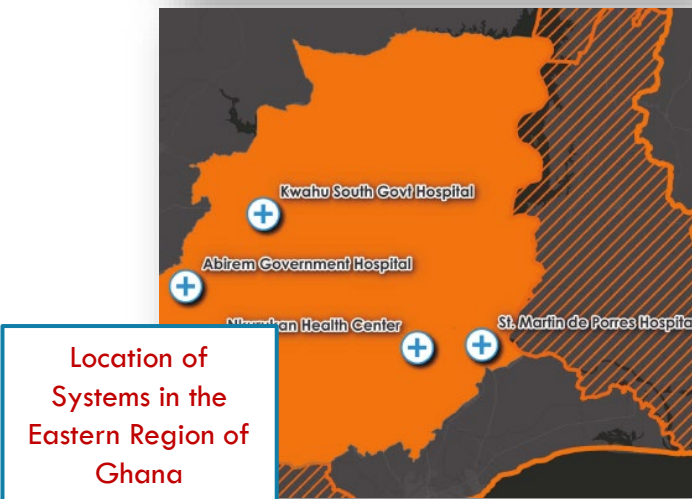 Kwahu South Govt Hospital
Abirem Government Hospital
Health Center
St. Martin de Porres Hospita
Location of
Systems in the
Eastern Region of
Ghana